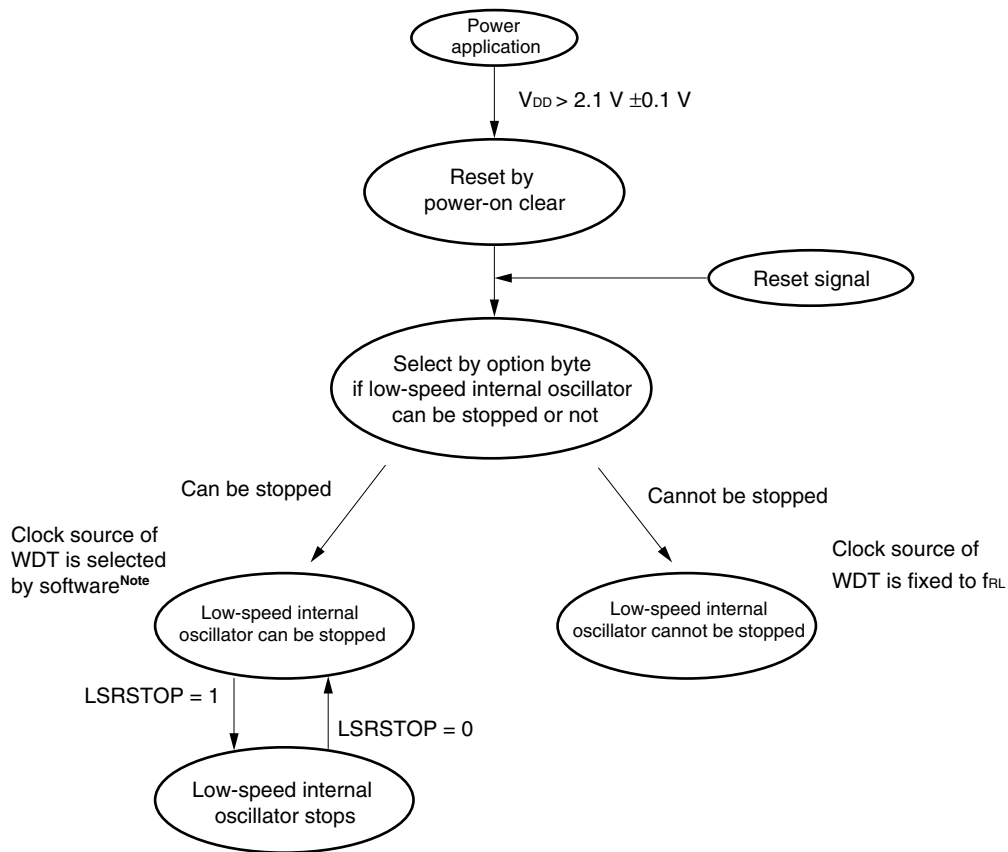 Power
application
VDD > 2.1 V ±0.1 V
Reset by
power-on clear
Reset signal
Select by option byte
if low-speed internal oscillator
can be stopped or not
Can be stopped
Cannot be stopped
Clock source of
WDT is selected
by softwareNote
Clock source of
WDT is fixed to fRL
Low-speed internal
oscillator can be stopped
Low-speed internal
oscillator cannot be stopped
LSRSTOP = 1
LSRSTOP = 0
Low-speed internal
oscillator stops